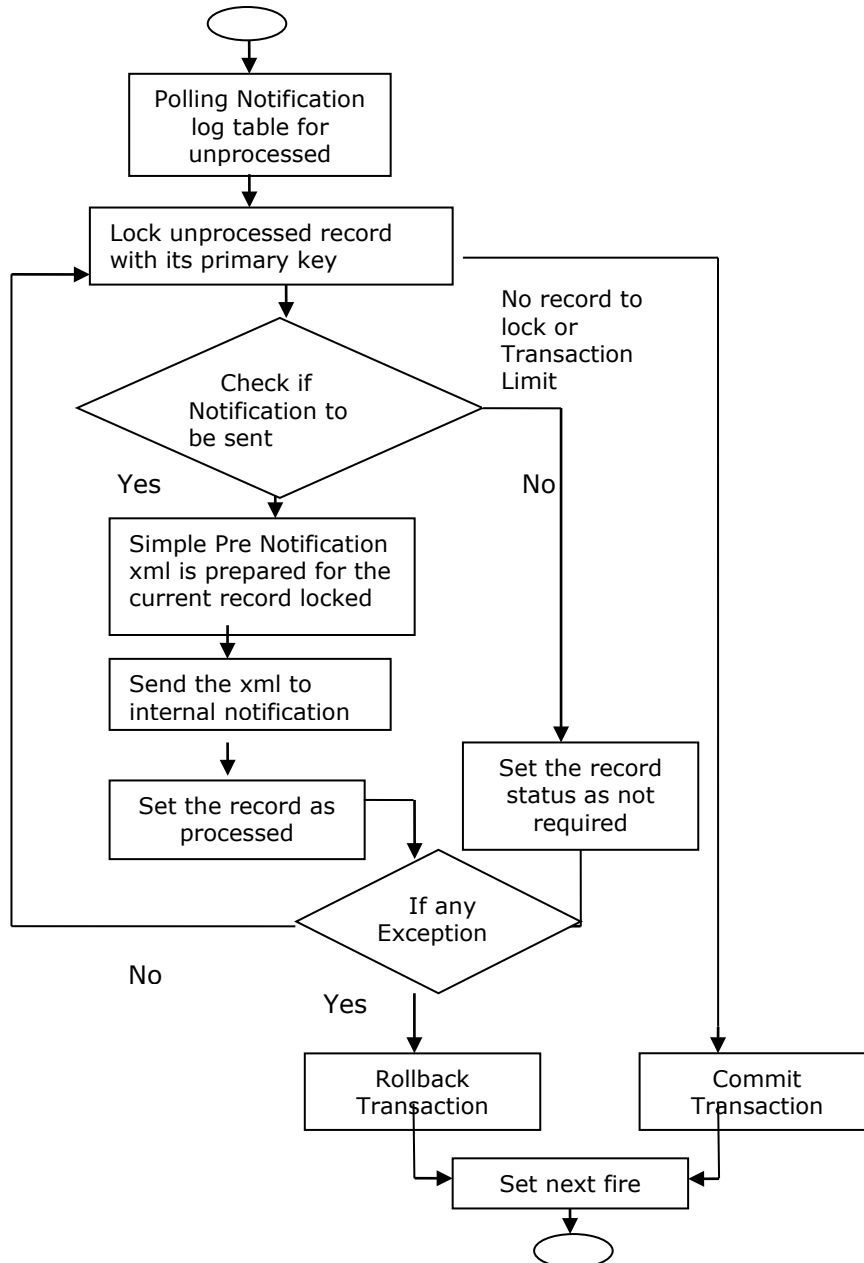 Polling Notification
log table for
unprocessed
Lock unprocessed record
with its primary key
No record to
lock or
Transaction
Limit
Check if
Notification to
be sent
Yes
No
Simple Pre Notification
xml is prepared for the
current record locked
Send the xml to
internal notification
Set the record as
processed
Set the record
status as not
required
If any
Exception
No
Yes
Rollback
Transaction
Commit
Transaction
Set next fire